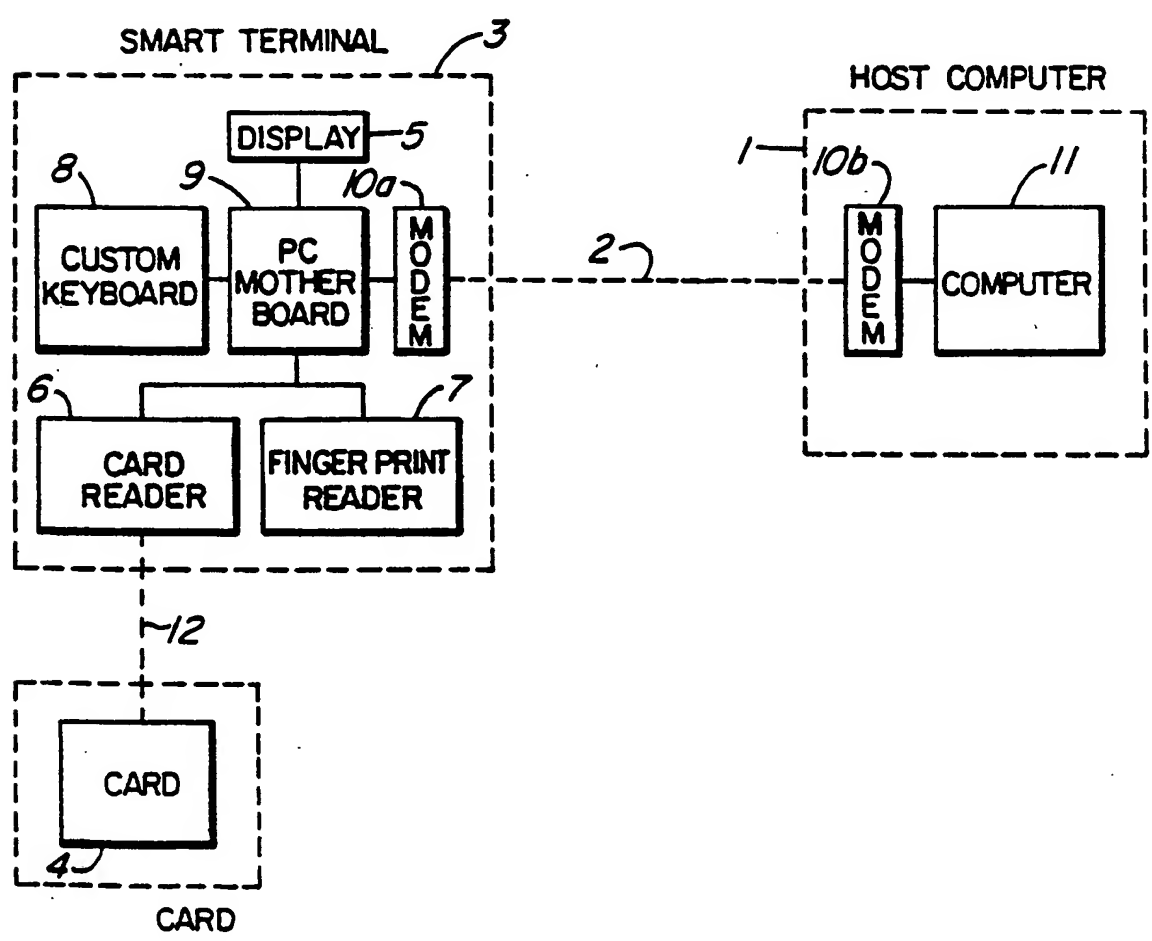 SMART TERMINAL
3
HOST COMPUTER
DISPLAY
5
1
10b
11
8
9
10a
CUSTOM
KEYBOARD
PC
MOTHER
BOARD
MODEM
2
MODEM
COMPUTER
6
7
CARD
READER
FINGER PRINT
READER
12
CARD
4
CARD